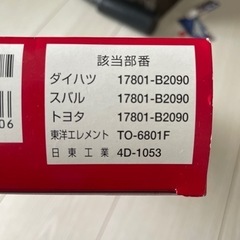 該当部番
ダイハツ 17801-B2090
スバル 17801-B2090
トヨタ 17801-B2090
東洋エレメント TO-6801F
日東工業 4D-1053
06